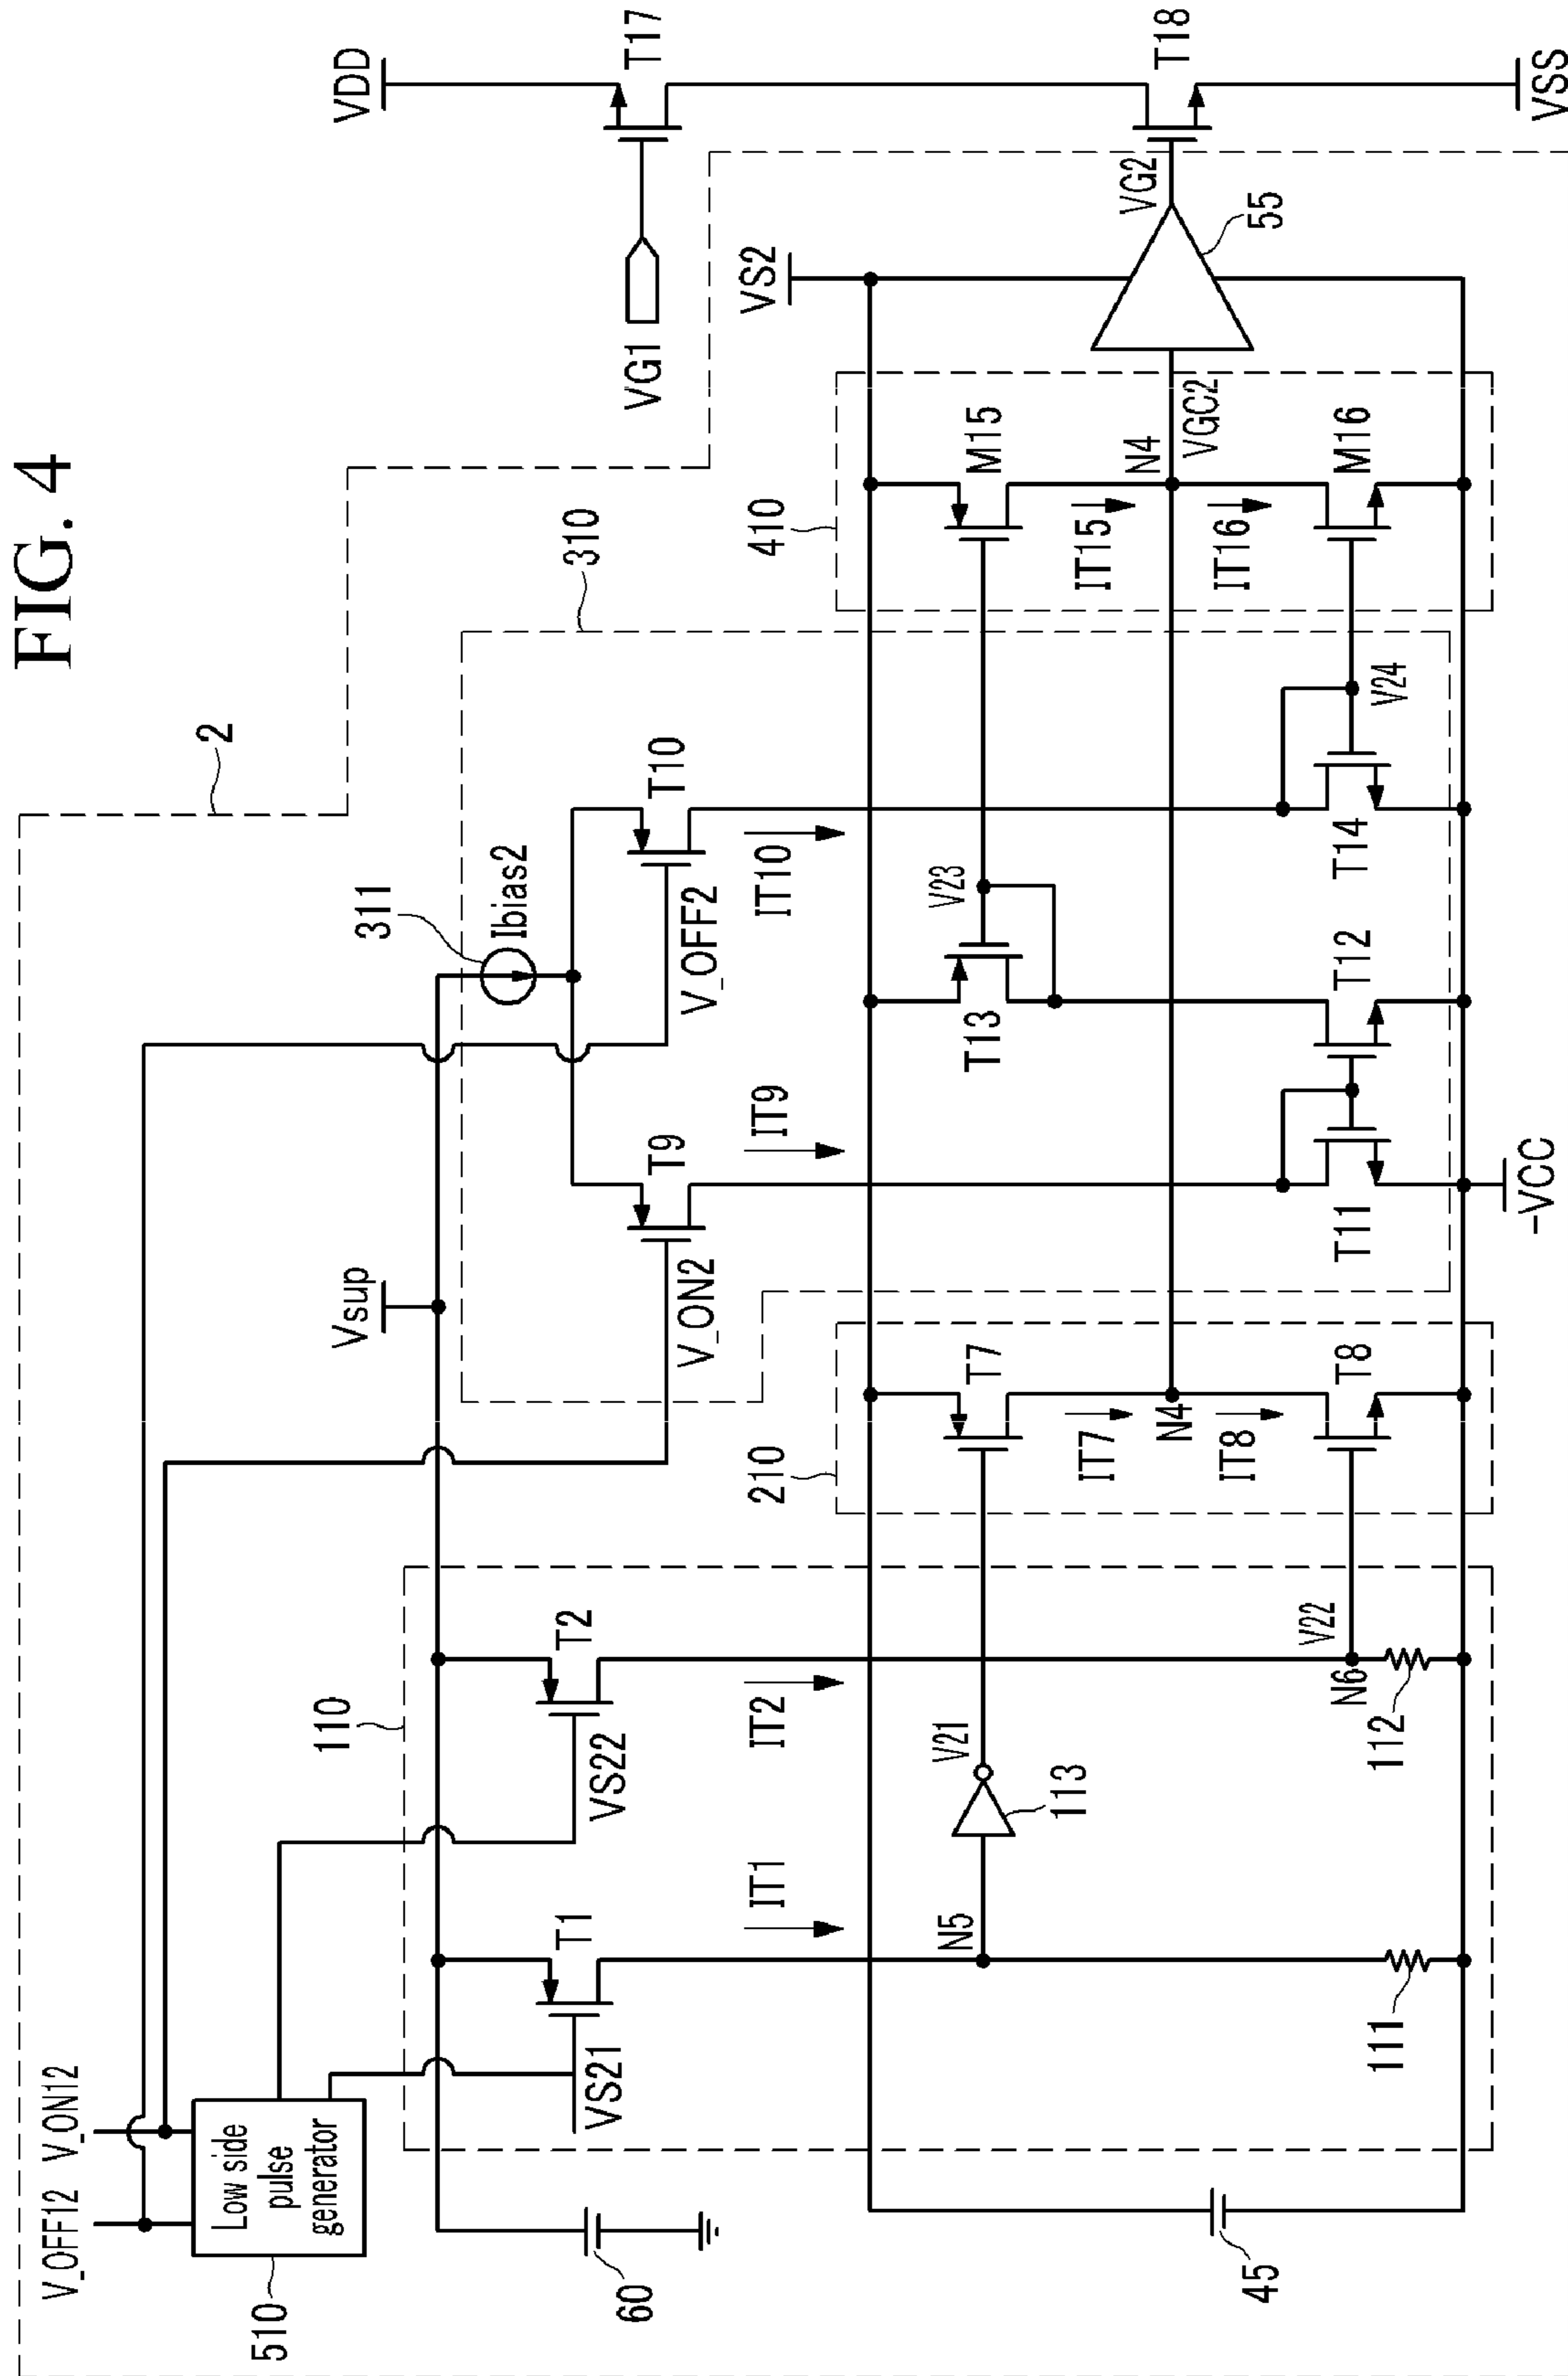 FIG. 4
2
VDD
T17
VG1
T18
VSS
V_OFF12
V_ON12
Low side
pulse
generator
510
Vsup
60
110
T1
VS21
T2
VS22
IT1
IT2
N5
V21
113
V22
N6
111
112
45
210
T7
IT7
N4
IT8
T8
310
311
Ibias2
T9
V_ON2
IT9
T10
V_OFF2
IT10
T13
V23
T11
T12
T14
V24
-VCC
410
M15
IT15
N4
VGC2
IT16
M16
VS2
VG2
55